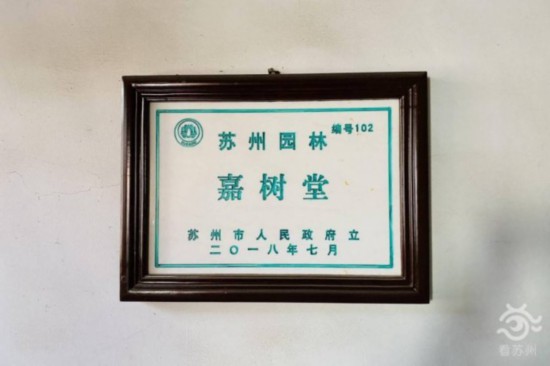 苏州园林
编号102
嘉树堂
苏州市人民政府立
二〇一八年七月
看苏州